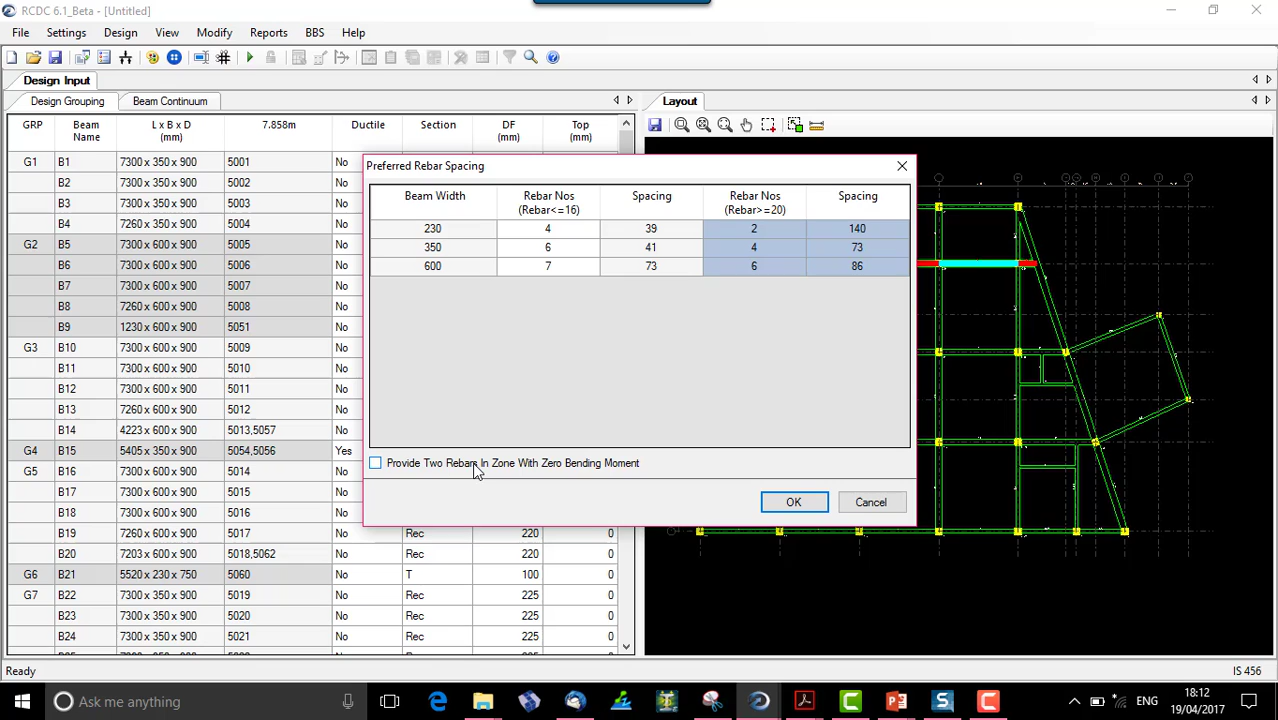 RCDC 6.1_Beta - [Untitled]
File Settings Design View Modify Reports BBS Help
Design Input
Design Grouping Beam Continuum
GRP Beam Name L x B x D (mm) 7.858m Ductile Section DF (mm) Top (mm)
G1 B1 7300 x 350 x 900 5001 No
B2 7300 x 350 x 900 5002 No
B3 7300 x 350 x 900 5003 No
B4 7260 x 350 x 900 5004 No
G2 B5 7300 x 600 x 900 5005 No
B6 7300 x 600 x 900 5006 No
B7 7300 x 600 x 900 5007 No
B8 7260 x 600 x 900 5008 No
B9 1230 x 600 x 900 5051 No
G3 B10 7300 x 600 x 900 5009 No
B11 7300 x 600 x 900 5010 No
B12 7300 x 600 x 900 5011 No
B13 7260 x 600 x 900 5012 No
B14 4223 x 600 x 900 5013,5057 No
G4 B15 5405 x 350 x 900 5054,5056 Yes
G5 B16 7300 x 600 x 900 5014 No
B17 7300 x 600 x 900 5015 No
B18 7300 x 600 x 900 5016 No
B19 7260 x 600 x 900 5017 No Rec 220 0
B20 7203 x 600 x 900 5018,5062 No Rec 220 0
G6 B21 5520 x 230 x 750 5060 No T 100 0
G7 B22 7300 x 350 x 900 5019 No Rec 225 0
B23 7300 x 350 x 900 5020 No Rec 225 0
B24 7300 x 350 x 900 5021 No Rec 225 0
Preferred Rebar Spacing
Beam Width Rebar Nos (Rebar<=16) Spacing Rebar Nos (Rebar>=20) Spacing
230 4 39 2 140
350 6 41 4 73
600 7 73 6 86
Provide Two Rebars In Zone With Zero Bending Moment
OK Cancel
Layout
Ready IS 456
Ask me anything
ENG 18:12
19/04/2017